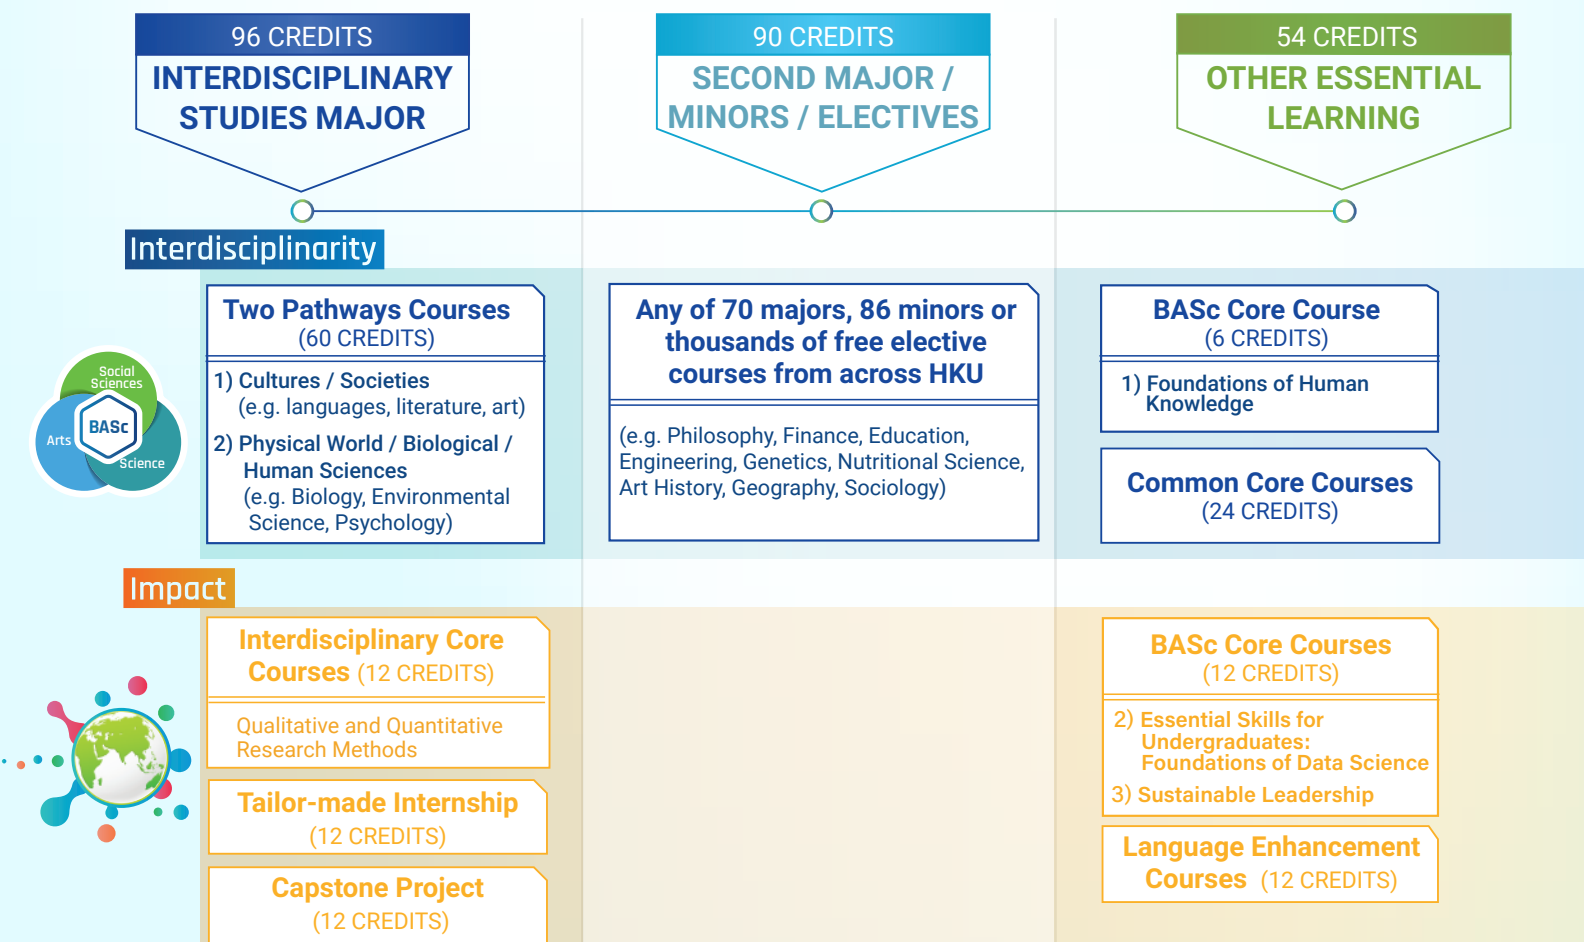 96 CREDITS
INTERDISCIPLINARY
STUDIES MAJOR
90 CREDITS
SECOND MAJOR /
MINORS / ELECTIVES
54 CREDITS
OTHER ESSENTIAL
LEARNING
Interdisciplinarity
Social
Sciences
Arts
BASc
Science
Two Pathways Courses
(60 CREDITS)
1) Cultures / Societies
(e.g. languages, literature, art)
2) Physical World / Biological /
Human Sciences
(e.g. Biology, Environmental
Science, Psychology)
Any of 70 majors, 86 minors or
thousands of free elective
courses from across HKU
(e.g. Philosophy, Finance, Education,
Engineering, Genetics, Nutritional Science,
Art History, Geography, Sociology)
BASc Core Course
(6 CREDITS)
1) Foundations of Human
Knowledge
Common Core Courses
(24 CREDITS)
Impact
Interdisciplinary Core
Courses (12 CREDITS)
Qualitative and Quantitative
Research Methods
Tailor-made Internship
(12 CREDITS)
Capstone Project
(12 CREDITS)
BASc Core Courses
(12 CREDITS)
2) Essential Skills for
Undergraduates:
Foundations of Data Science
3) Sustainable Leadership
Language Enhancement
Courses (12 CREDITS)